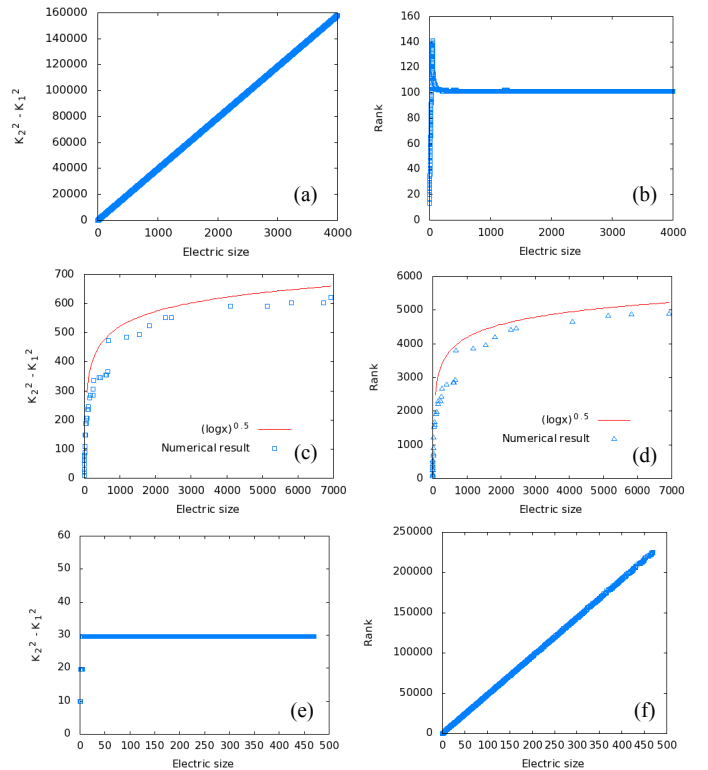 160000
140000
120000
100000
80000
60000
40000
20000
0
K₂² - K₁²
0 1000 2000 3000 4000
Electric size
(a)
160
140
120
100
80
60
40
20
0
Rank
0 1000 2000 3000 4000
Electric size
(b)
700
600
500
400
300
200
100
0
K₂² - K₁²
(logx)^0.5
Numerical result
0 1000 2000 3000 4000 5000 6000 7000
Electric size
(c)
6000
5000
4000
3000
2000
1000
0
Rank
(logx)^0.5
Numerical result
0 1000 2000 3000 4000 5000 6000 7000
Electric size
(d)
60
50
40
30
20
10
0
K₂² - K₁²
0 50 100 150 200 250 300 350 400 450 500
Electric size
(e)
250000
200000
150000
100000
50000
0
Rank
0 50 100 150 200 250 300 350 400 450 500
Electric size
(f)